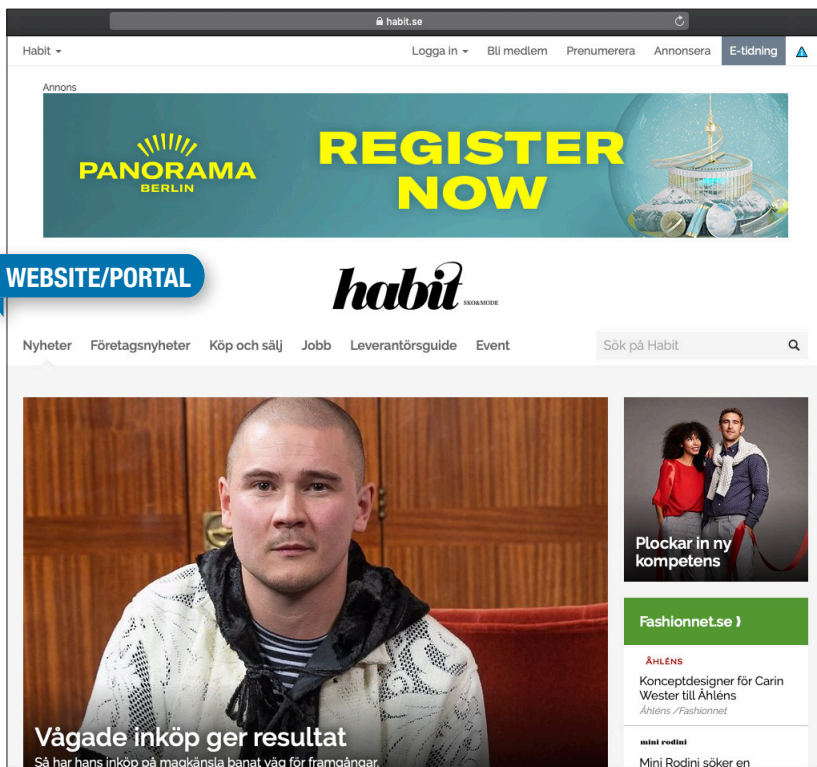 habit.se
Habit
Logga in
Bli medlem
Prenumerera
Annonsera
E-tidning
Annons
PANORAMA
BERLIN
REGISTER
NOW
WEBSITE/PORTAL
habit
SKO&MODE
Nyheter
Företagsnyheter
Köp och sälj
Jobb
Leverantörsguide
Event
Sök på Habit
Vågade inköp ger resultat
Så har hans inköp på magkänsla banat väg för framgångar.
Plockar in ny
kompetens
Fashionnet.se
ÅHLÉNS
Konceptdesigner för Carin
Wester till Åhléns
Åhléns /Fashionnet
mini rodini
Mini Rodini söker en